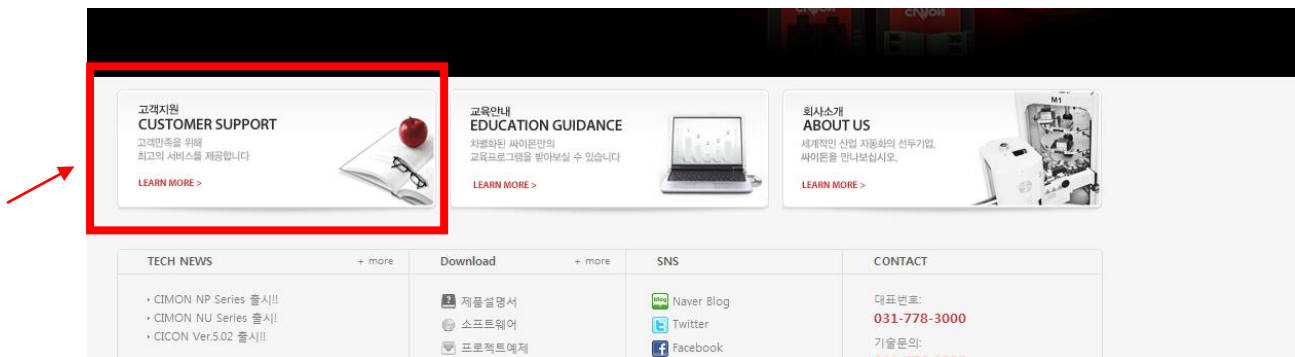 CIMON
고객지원
CUSTOMER SUPPORT
고객만족을 위해
최고의 서비스를 제공합니다
LEARN MORE >
교육안내
EDUCATION GUIDANCE
차별화된 싸이몬만의
교육프로그램을 받아보실 수 있습니다
LEARN MORE >
회사소개
ABOUT US
세계적인 산업 자동화의 선두기업,
싸이몬을 만나보십시오.
LEARN MORE >
M1
TECH NEWS + more
CIMON NP Series 출시!!
CIMON NU Series 출시!
CICON Ver.5.02 출시!!
Download + more
제품설명서
소프트웨어
프로젝트예제
SNS
blog Naver Blog
Twitter
Facebook
CONTACT
대표번호:
031-778-3000
기술문의: